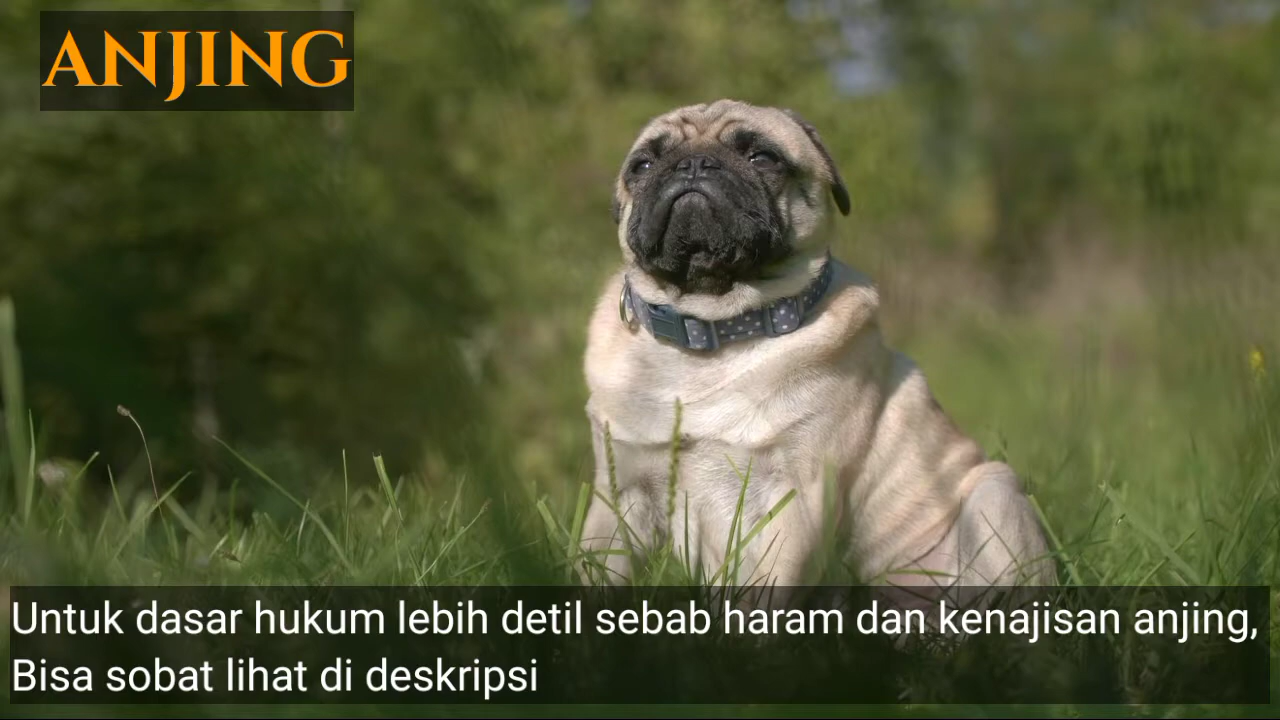 ANJING
Untuk dasar hukum lebih detil sebab haram dan kenajisan anjing,
Bisa sobat lihat di deskripsi